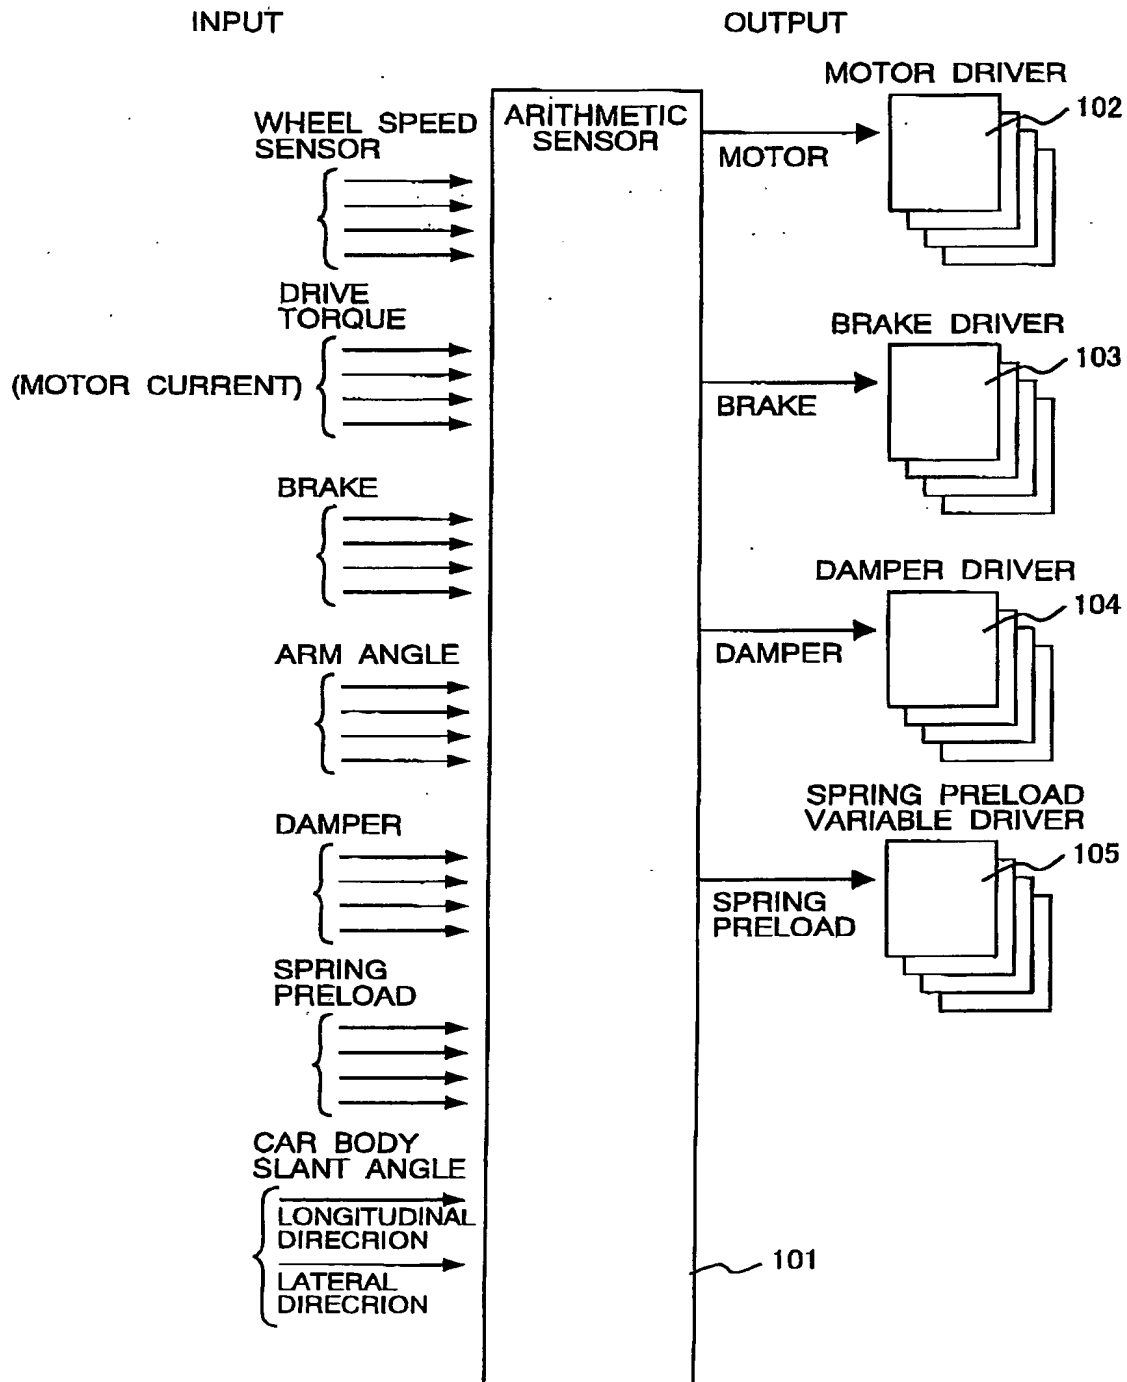 INPUT
OUTPUT
WHEEL SPEED
SENSOR
DRIVE
TORQUE
(MOTOR CURRENT)
BRAKE
ARM ANGLE
DAMPER
SPRING
PRELOAD
CAR BODY
SLANT ANGLE
LONGITUDINAL
DIRECRION
LATERAL
DIRECRION
ARITHMETIC
SENSOR
101
MOTOR
MOTOR DRIVER
102
BRAKE
BRAKE DRIVER
103
DAMPER
DAMPER DRIVER
104
SPRING
PRELOAD
SPRING PRELOAD
VARIABLE DRIVER
105